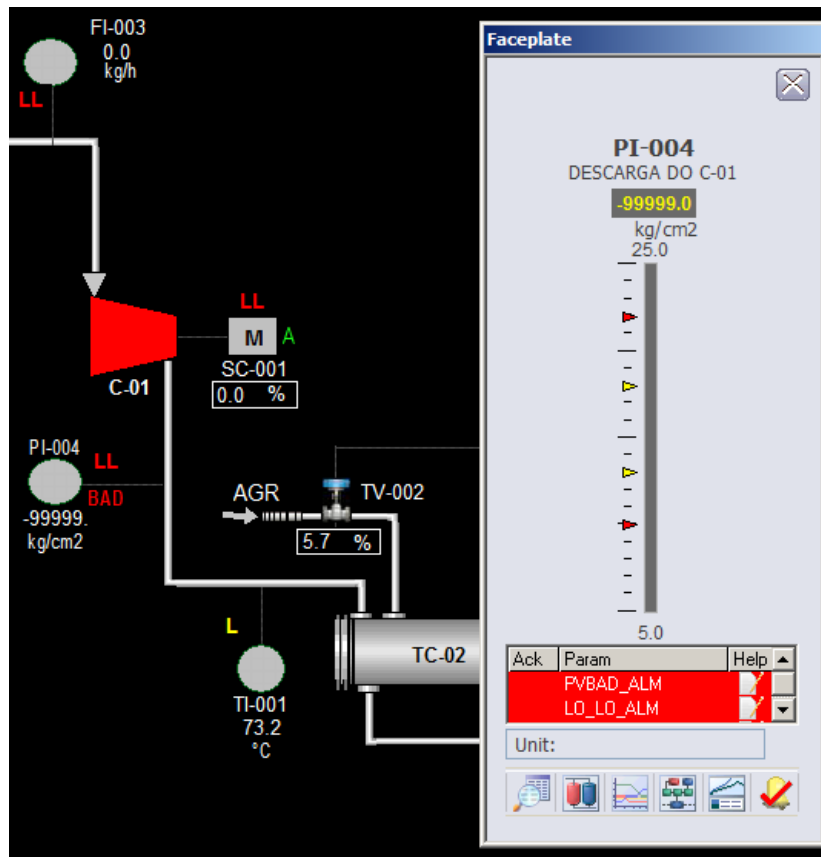 FI-003
0.0
kg/h
LL
LL
M A
SC-001
0.0 %
C-01
PI-004
LL
BAD
-99999.
kg/cm2
AGR
TV-002
5.7 %
L
TC-02
TI-001
73.2
°C
Faceplate
PI-004
DESCARGA DO C-01
-99999.0
kg/cm2
25.0
5.0
Ack Param Help
PVBAD_ALM
LO_LO_ALM
Unit: